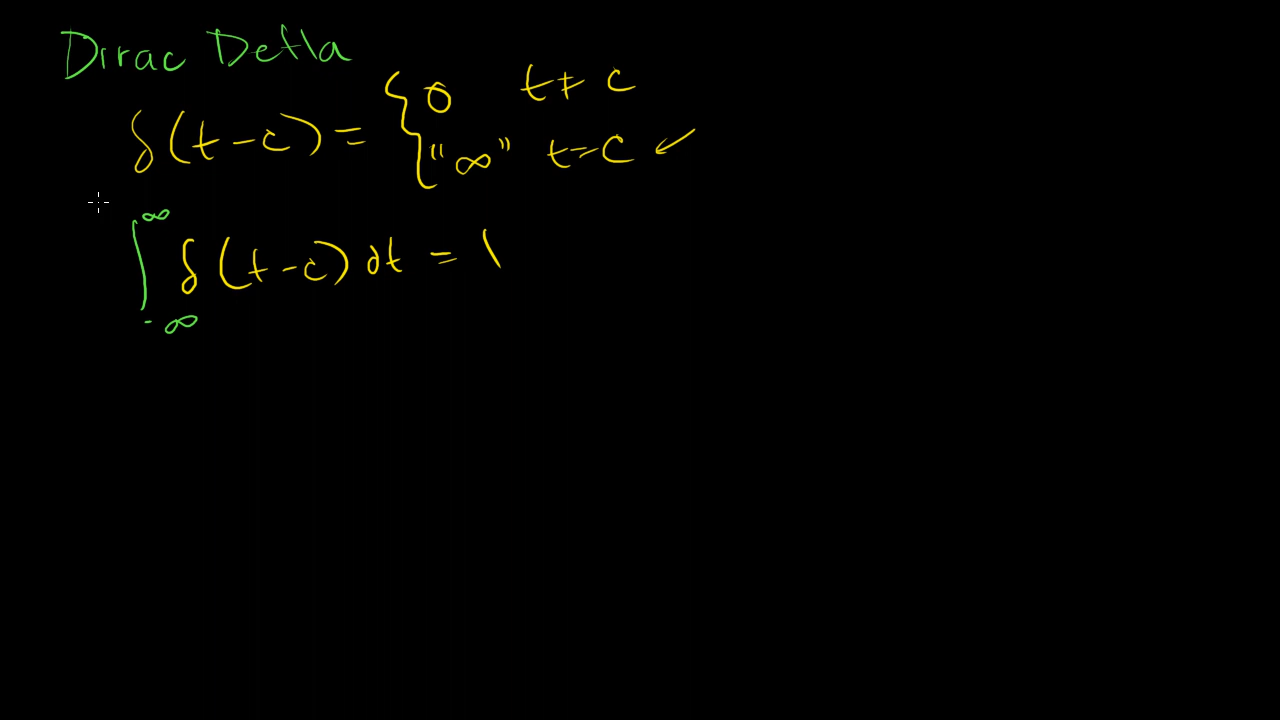 Dirac Delta
δ(t-c) = { 0 t≠c
"∞" t=c
∫_{-∞}^{∞} δ(t-c) dt = 1